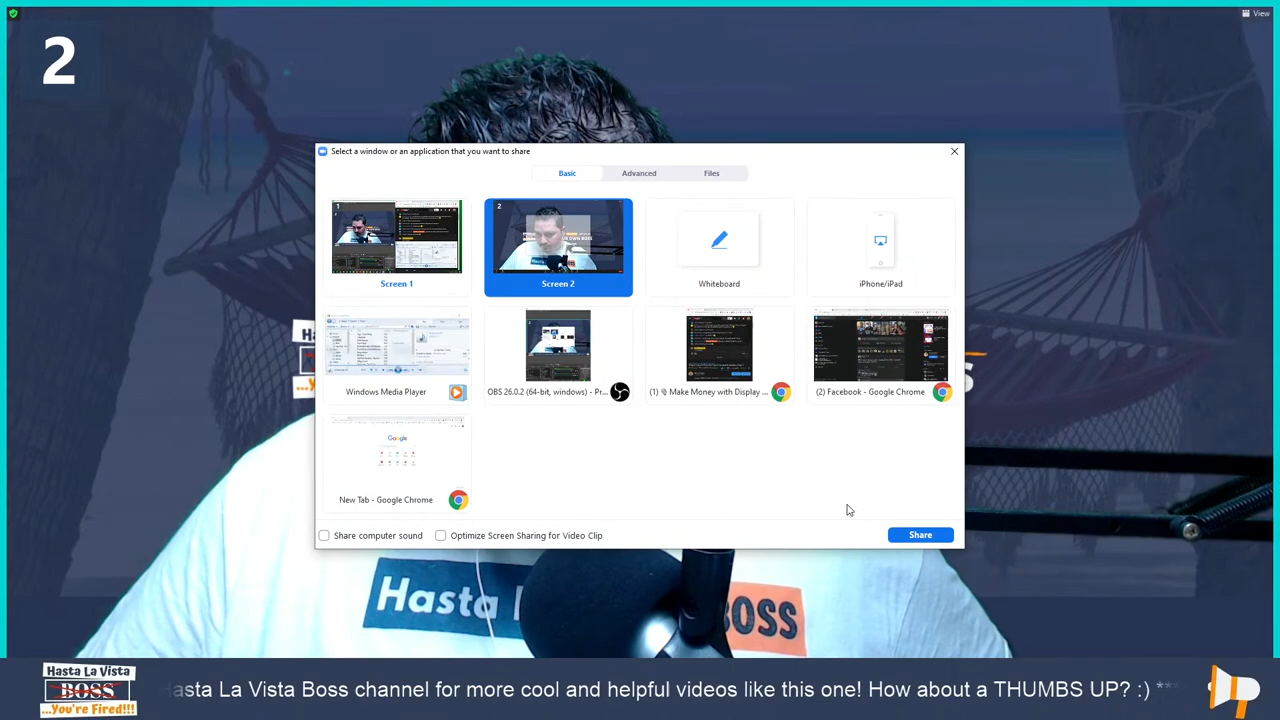 View
2
Select a window or an application that you want to share
Basic
Advanced
Files
1
2
Screen 1
Screen 2
Whiteboard
iPhone/iPad
Windows Media Player
OBS 26.0.2 (64-bit, windows) - Pr...
(1) 🎙 Make Money with Display ...
(2) Facebook - Google Chrome
Google
New Tab - Google Chrome
Share computer sound
Optimize Screen Sharing for Video Clip
Share
Hasta
BOSS
Hasta La Vista
BOSS
...You're Fired!!!
Hasta La Vista Boss channel for more cool and helpful videos like this one! How about a THUMBS UP? :) **